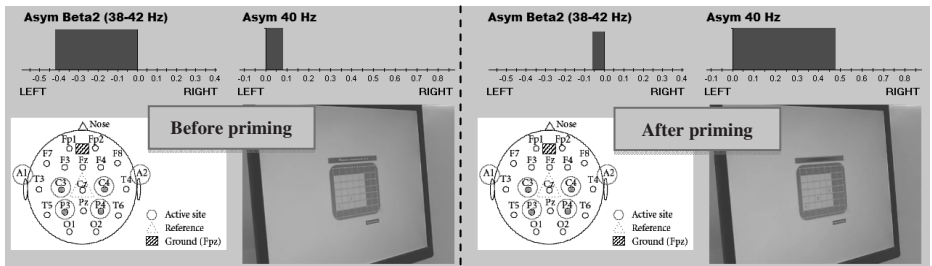 Asym Beta2 (38-42 Hz) Asym 40 Hz
-0.5 -0.4 -0.3 -0.2 -0.1 0.0 0.1 0.2 0.3 0.4 -0.1 0.0 0.1 0.2 0.3 0.4 0.5 0.6 0.7 0.8
LEFT RIGHT LEFT RIGHT
Before priming
Nose
Fp1 Fp2
F7 F3 Fz F4 F8
A1 A2
T3 C3 Cz C4 T4
T5 P3 Pz P4 T6
O1 O2
Active site
Reference
Ground (Fpz)
Asym Beta2 (38-42 Hz) Asym 40 Hz
-0.5 -0.4 -0.3 -0.2 -0.1 0.0 0.1 0.2 0.3 0.4 -0.1 0.0 0.1 0.2 0.3 0.4 0.5 0.6 0.7 0.8
LEFT RIGHT LEFT RIGHT
After priming
Nose
Fp1 Fp2
F7 F3 Fz F4 F8
A1 A2
T3 C3 Cz C4 T4
T5 P3 Pz P4 T6
O1 O2
Active site
Reference
Ground (Fpz)